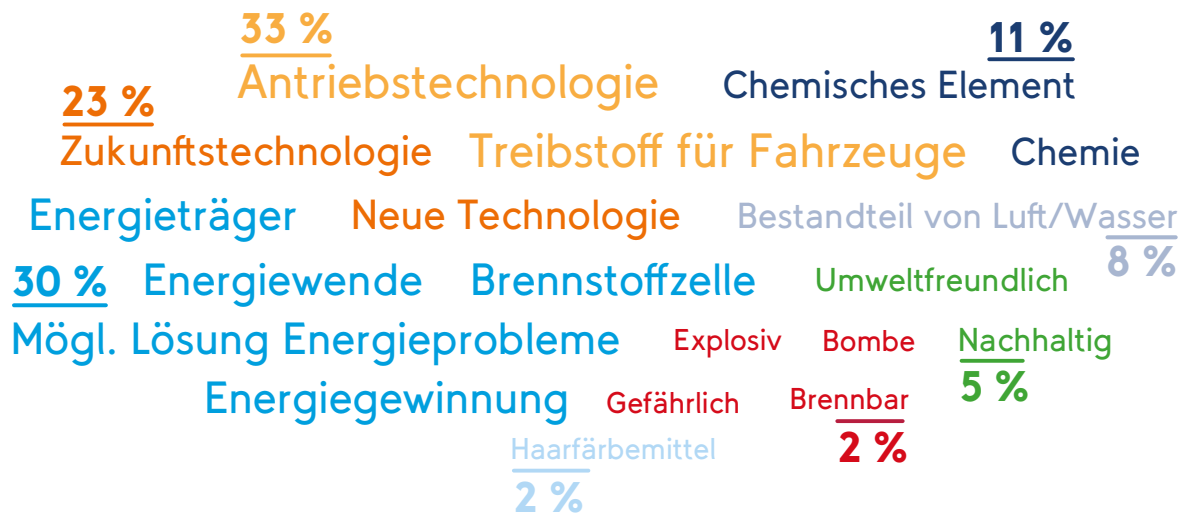 33 %
11 %
Antriebstechnologie Chemisches Element
23 %
Zukunftstechnologie Treibstoff für Fahrzeuge Chemie
Energieträger Neue Technologie Bestandteil von Luft/Wasser
8 %
30 % Energiewende Brennstoffzelle Umweltfreundlich
Mögl. Lösung Energieprobleme Explosiv Bombe Nachhaltig
5 %
Energiegewinnung Gefährlich Brennbar
2 %
Haarfärbemittel
2 %